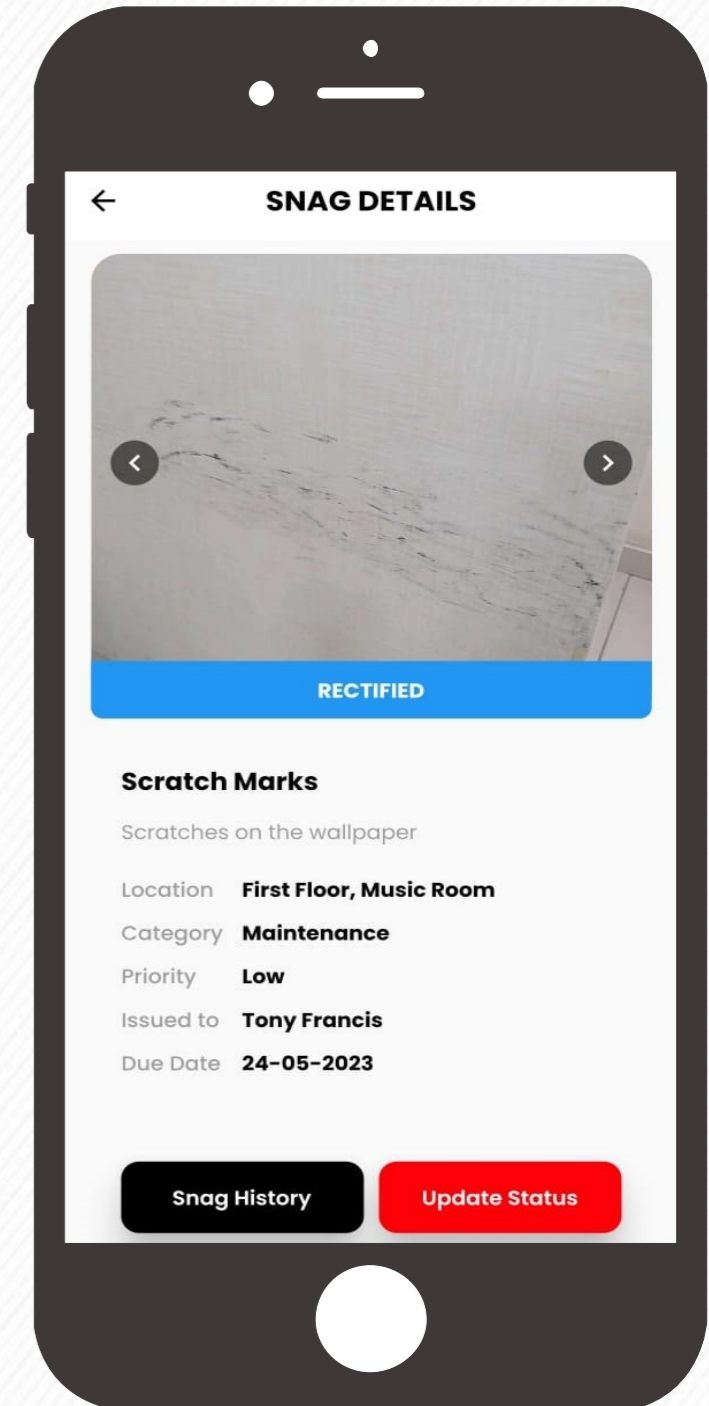 SNAG DETAILS
RECTIFIED
Scratch Marks
Scratches on the wallpaper
Location First Floor, Music Room
Category Maintenance
Priority Low
Issued to Tony Francis
Due Date 24-05-2023
Snag History Update Status